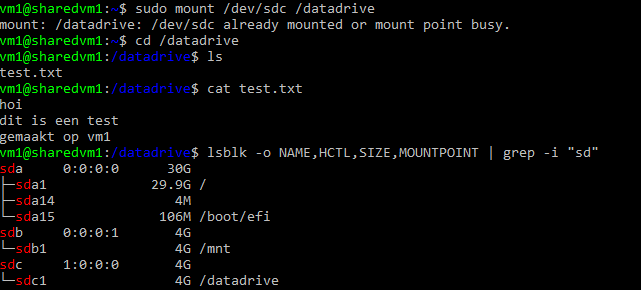 vm1@sharedvm1:~$ sudo mount /dev/sdc /datadrive
mount: /datadrive: /dev/sdc already mounted or mount point busy.
vm1@sharedvm1:~$ cd /datadrive
vm1@sharedvm1:/datadrive$ ls
test.txt
vm1@sharedvm1:/datadrive$ cat test.txt
hoi
dit is een test
gemaakt op vm1
vm1@sharedvm1:/datadrive$ lsblk -o NAME,HCTL,SIZE,MOUNTPOINT | grep -i "sd"
sda     0:0:0:0      30G
├─sda1             29.9G /
├─sda14               4M
└─sda15             106M /boot/efi
sdb     0:0:0:1       4G
└─sdb1                4G /mnt
sdc     1:0:0:0       4G
└─sdc1                4G /datadrive